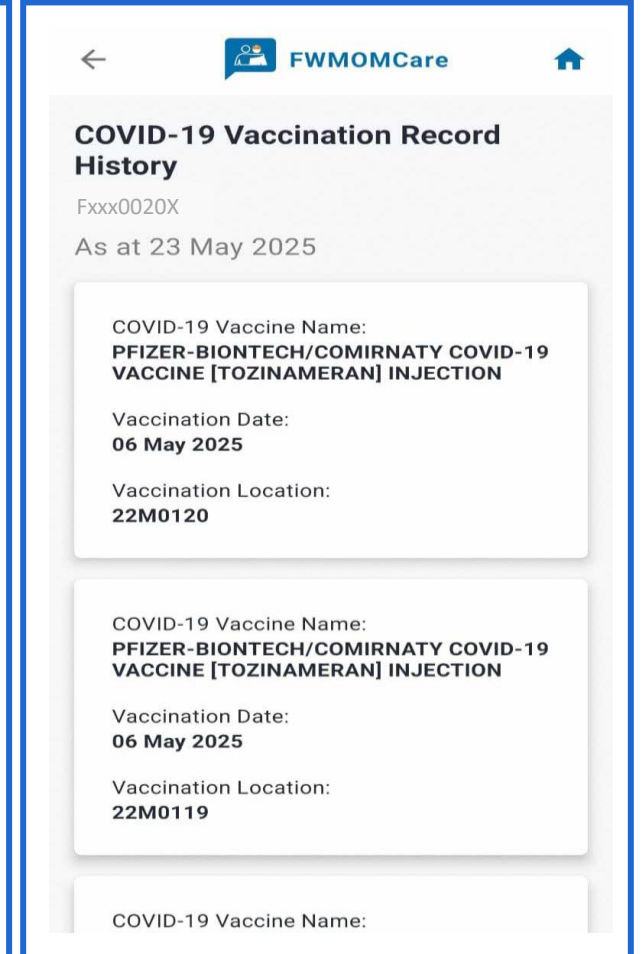 FWMOMCare
COVID-19 Vaccination Record
History
Fxxx0020X
As at 23 May 2025
COVID-19 Vaccine Name:
PFIZER-BIONTECH/COMIRNATY COVID-19
VACCINE [TOZINAMERAN] INJECTION
Vaccination Date:
06 May 2025
Vaccination Location:
22M0120
COVID-19 Vaccine Name:
PFIZER-BIONTECH/COMIRNATY COVID-19
VACCINE [TOZINAMERAN] INJECTION
Vaccination Date:
06 May 2025
Vaccination Location:
22M0119
COVID-19 Vaccine Name: